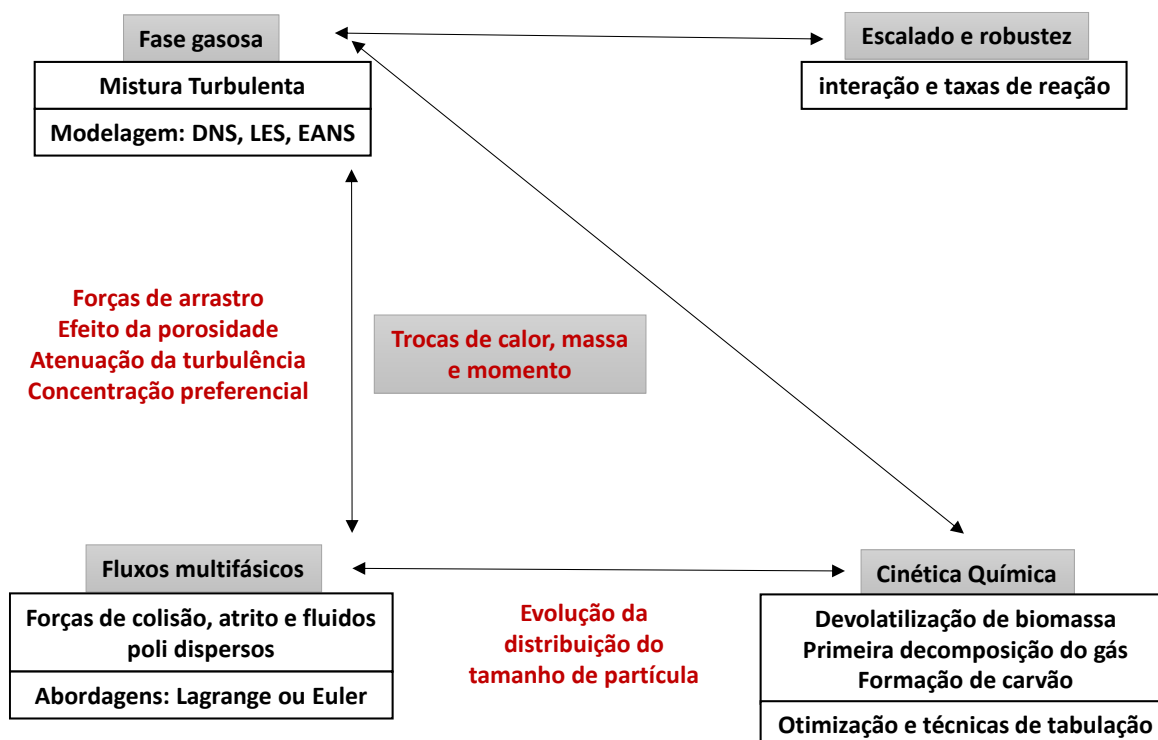 Fase gasosa
Mistura Turbulenta
Modelagem: DNS, LES, EANS
Escalado e robustez
interação e taxas de reação
Forças de arrastro
Efeito da porosidade
Atenuação da turbulência
Concentração preferencial
Trocas de calor, massa
e momento
Fluxos multifásicos
Forças de colisão, atrito e fluidos
poli dispersos
Abordagens: Lagrange ou Euler
Evolução da
distribuição do
tamanho de partícula
Cinética Química
Devolatilização de biomassa
Primeira decomposição do gás
Formação de carvão
Otimização e técnicas de tabulação